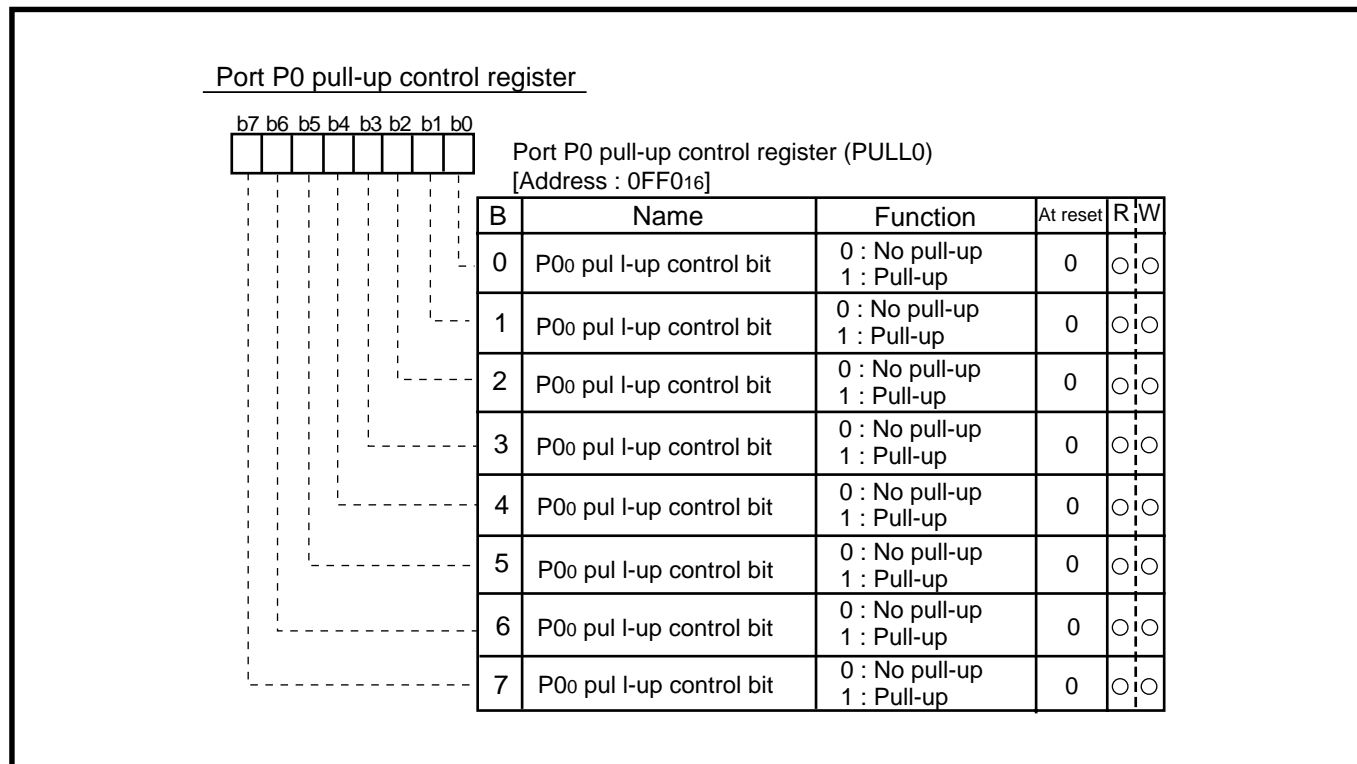 Port P0 pull-up control register
b7 b6 b5 b4 b3 b2 b1 b0
Port P0 pull-up control register (PULL0)
[Address : 0FF016]
B Name Function At reset R W
0 P00 pul l-up control bit 0 : No pull-up 0 ○ ○
1 : Pull-up
1 P00 pul l-up control bit 0 : No pull-up 0 ○ ○
1 : Pull-up
2 P00 pul l-up control bit 0 : No pull-up 0 ○ ○
1 : Pull-up
3 P00 pul l-up control bit 0 : No pull-up 0 ○ ○
1 : Pull-up
4 P00 pul l-up control bit 0 : No pull-up 0 ○ ○
1 : Pull-up
5 P00 pul l-up control bit 0 : No pull-up 0 ○ ○
1 : Pull-up
6 P00 pul l-up control bit 0 : No pull-up 0 ○ ○
1 : Pull-up
7 P00 pul l-up control bit 0 : No pull-up 0 ○ ○
1 : Pull-up